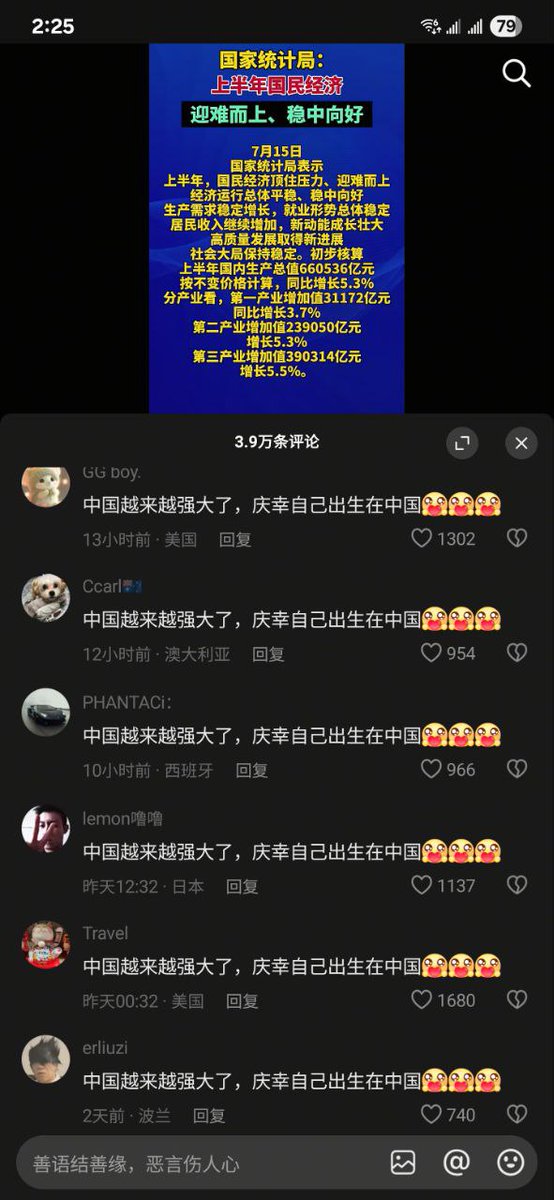 2:25
79
国家统计局：
上半年国民经济
迎难而上、稳中向好
7月15日
国家统计局表示
上半年，国民经济顶住压力、迎难而上
经济运行总体平稳、稳中向好
生产需求稳定增长，就业形势总体稳定
居民收入继续增加，新动能成长壮大
高质量发展取得新进展
社会大局保持稳定。初步核算
上半年国内生产总值660536亿元
按不变价格计算，同比增长5.3%
分产业看，第一产业增加值31172亿元
同比增长3.7%
第二产业增加值239050亿元
增长5.3%
第三产业增加值390314亿元
增长5.5%。
3.9万条评论
GG boy.
中国越来越强大了，庆幸自己出生在中国🥰🥰🥰
13小时前 · 美国 回复 1302
Ccarl🇦🇺
中国越来越强大了，庆幸自己出生在中国🥰🥰🥰
12小时前 · 澳大利亚 回复 954
PHANTACi：
中国越来越强大了，庆幸自己出生在中国🥰🥰🥰
10小时前 · 西班牙 回复 966
lemon噜噜
中国越来越强大了，庆幸自己出生在中国🥰🥰🥰
昨天12:32 · 日本 回复 1137
Travel
中国越来越强大了，庆幸自己出生在中国🥰🥰🥰
昨天00:32 · 美国 回复 1680
erliuzi
中国越来越强大了，庆幸自己出生在中国🥰🥰🥰
2天前 · 波兰 回复 740
善语结善缘，恶言伤人心